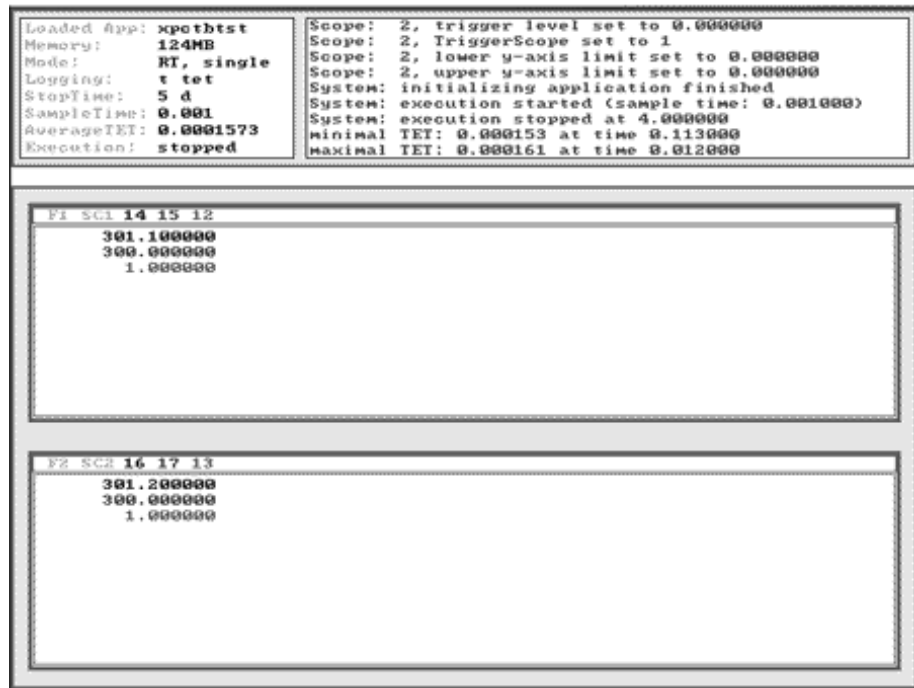 Loaded App: xpctbtst
Memory: 124MB
Mode: RT, single
Logging: t tet
StopTime: 5 d
SampleTime: 0.001
AverageTET: 0.0001573
Execution: stopped
Scope: 2, trigger level set to 0.000000
Scope: 2, TriggerScope set to 1
Scope: 2, lower y-axis limit set to 0.000000
Scope: 2, upper y-axis limit set to 0.000000
System: initializing application finished
System: execution started (sample time: 0.001000)
System: execution stopped at 4.000000
minimal TET: 0.000153 at time 0.113000
maximal TET: 0.000161 at time 0.012000
F1 SC1 14 15 12
301.100000
300.000000
1.000000
F2 SC2 16 17 13
301.200000
300.000000
1.000000